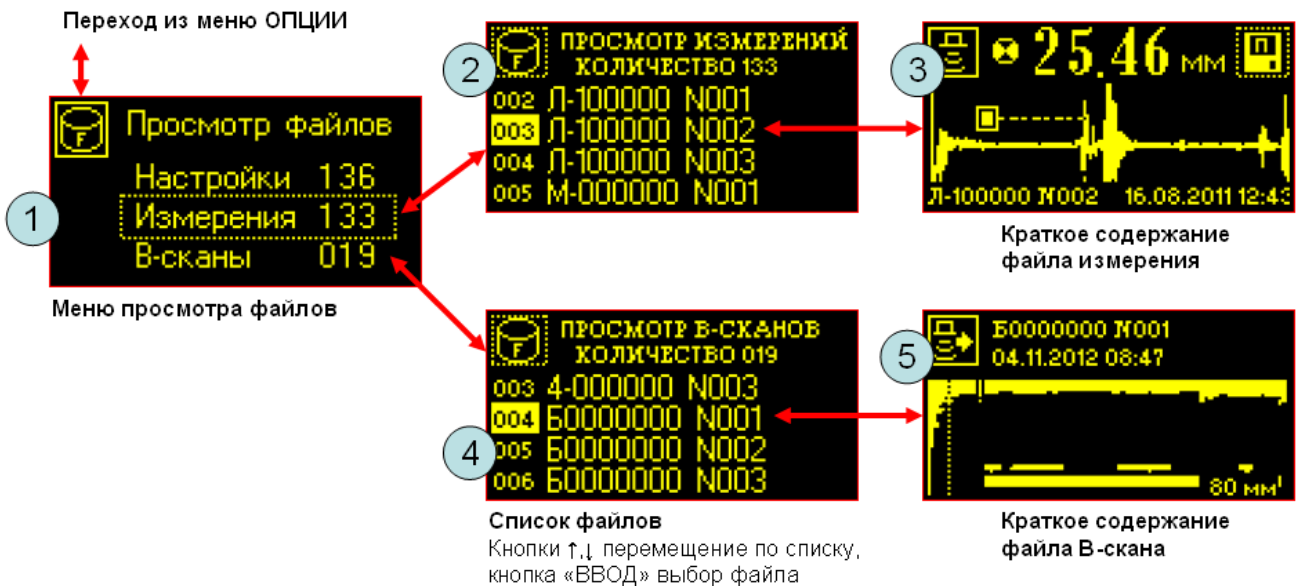 Переход из меню ОПЦИИ
1
F
Просмотр файлов
Настройки 136
Измерения 133
В-сканы 019
Меню просмотра файлов
2
F
ПРОСМОТР ИЗМЕРЕНИЙ
КОЛИЧЕСТВО 133
002 Л-100000 N001
003 Л-100000 N002
004 Л-100000 N003
005 М-000000 N001
3
25.46 мм
П
Л-100000 N002 16.08.2011 12:43
Краткое содержание
файла измерения
4
F
ПРОСМОТР В-СКАНОВ
КОЛИЧЕСТВО 019
003 4-000000 N003
004 Б0000000 N001
005 Б0000000 N002
006 Б0000000 N003
Список файлов
Кнопки ↑,↓ перемещение по списку,
кнопка «ВВОД» выбор файла
5
Б0000000 N001
04.11.2012 08:47
80 мм
Краткое содержание
файла В-скана